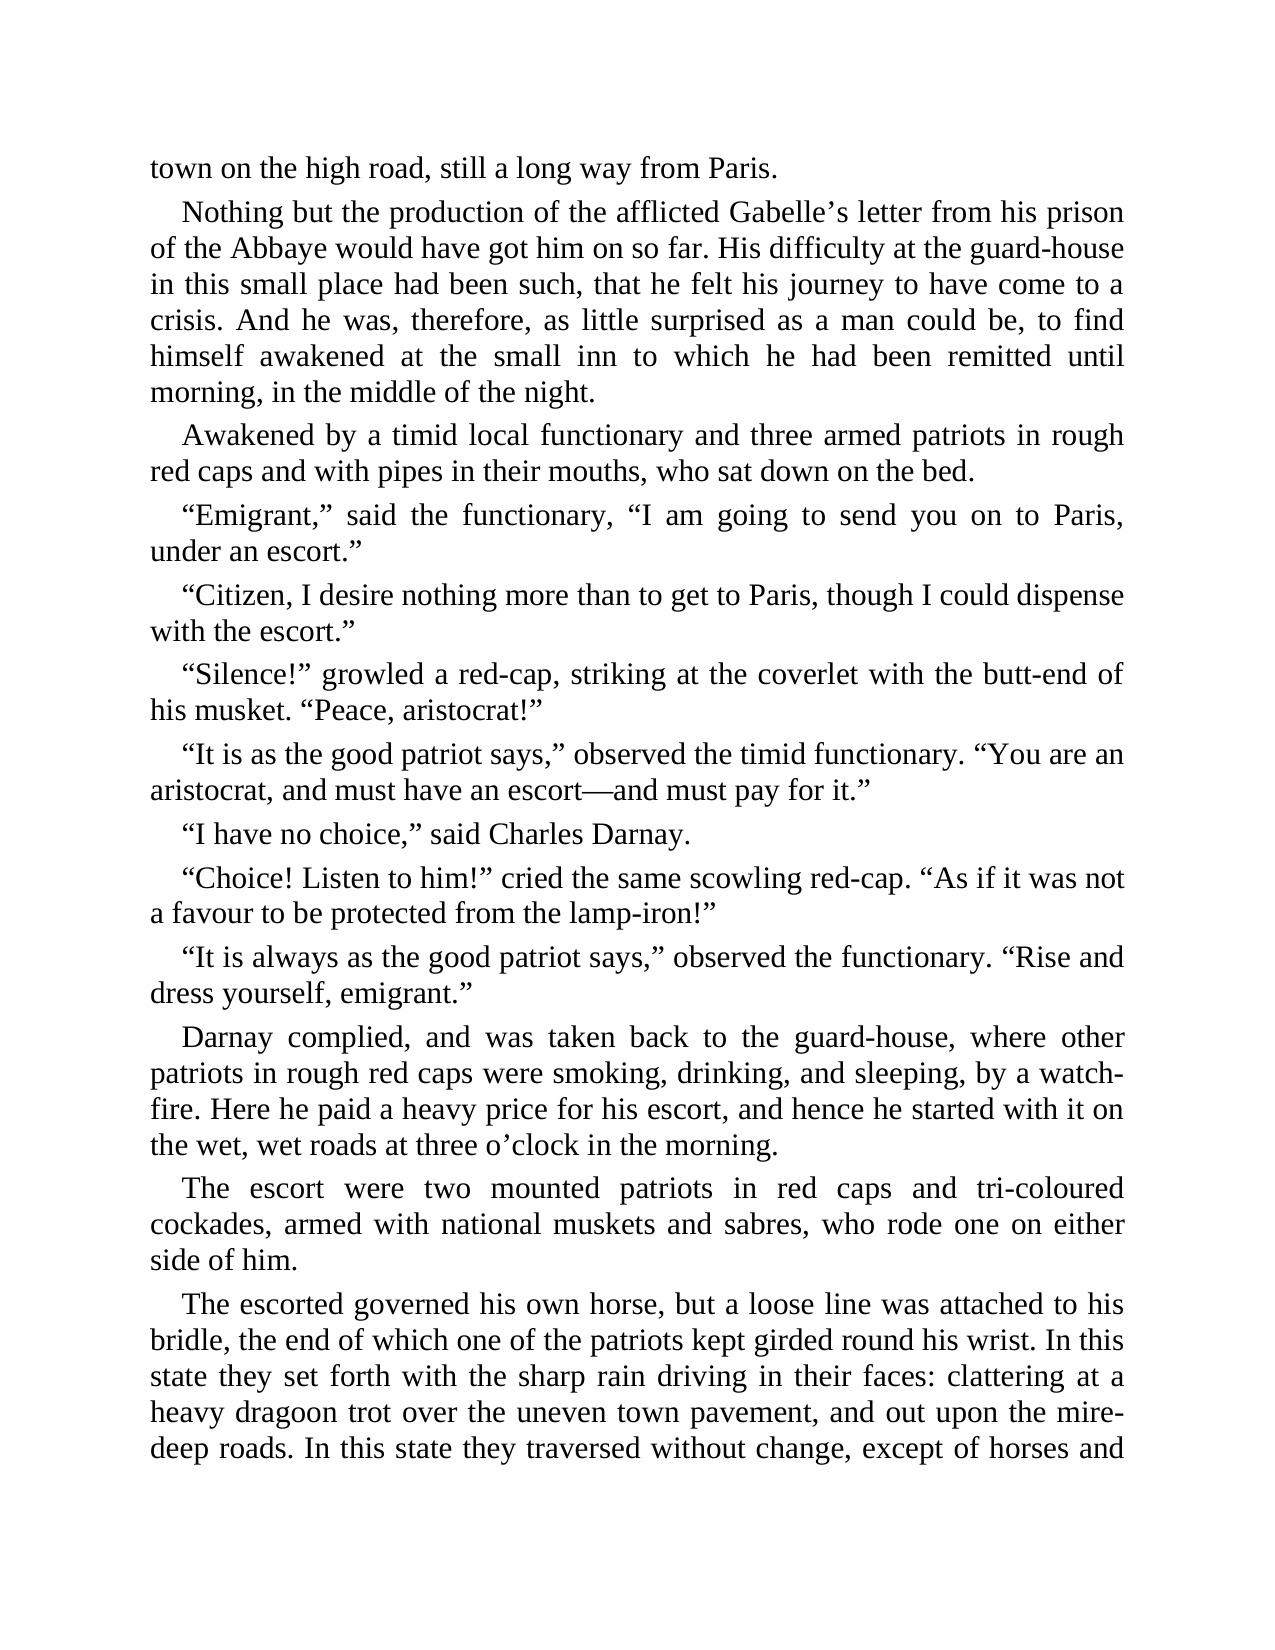 town on the high road, still a long way from Paris.
Nothing but the production of the afflicted Gabelle’s letter from his prison
of the Abbaye would have got him on so far. His difficulty at the guard-house
in this small place had been such, that he felt his journey to have come to a
crisis. And he was, therefore, as little surprised as a man could be, to find
himself awakened at the small inn to which he had been remitted until
morning, in the middle of the night.
Awakened by a timid local functionary and three armed patriots in rough
red caps and with pipes in their mouths, who sat down on the bed.
“Emigrant,” said the functionary, “I am going to send you on to Paris,
under an escort.”
“Citizen, I desire nothing more than to get to Paris, though I could dispense
with the escort.”
“Silence!” growled a red-cap, striking at the coverlet with the butt-end of
his musket. “Peace, aristocrat!”
“It is as the good patriot says,” observed the timid functionary. “You are an
aristocrat, and must have an escort—and must pay for it.”
“I have no choice,” said Charles Darnay.
“Choice! Listen to him!” cried the same scowling red-cap. “As if it was not
a favour to be protected from the lamp-iron!”
“It is always as the good patriot says,” observed the functionary. “Rise and
dress yourself, emigrant.”
Darnay complied, and was taken back to the guard-house, where other
patriots in rough red caps were smoking, drinking, and sleeping, by a watch-
fire. Here he paid a heavy price for his escort, and hence he started with it on
the wet, wet roads at three o’clock in the morning.
The escort were two mounted patriots in red caps and tri-coloured
cockades, armed with national muskets and sabres, who rode one on either
side of him.
The escorted governed his own horse, but a loose line was attached to his
bridle, the end of which one of the patriots kept girded round his wrist. In this
state they set forth with the sharp rain driving in their faces: clattering at a
heavy dragoon trot over the uneven town pavement, and out upon the mire-
deep roads. In this state they traversed without change, except of horses and